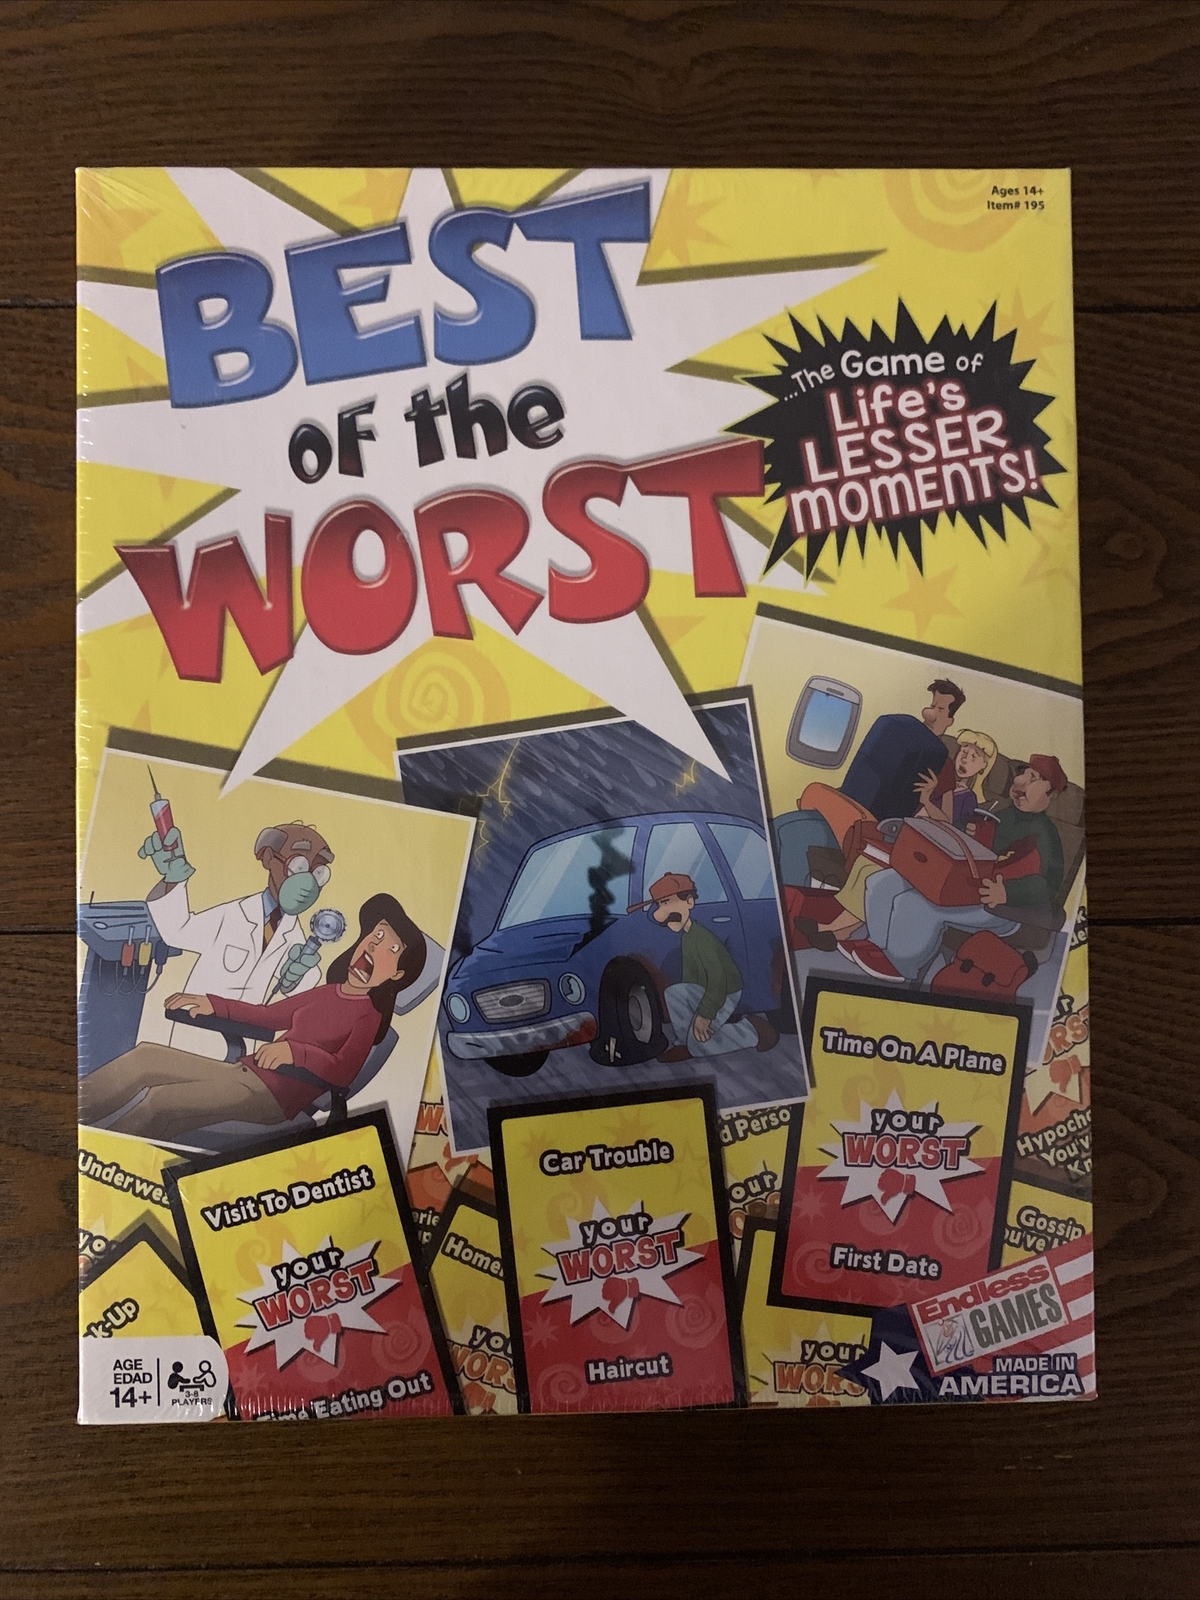 Ages 14+
Item# 195
BEST
OF the
WORST
...The Game of
Life's
LESSER
MOMENTS!
Time On A Plane
your
WORST
First Date
Car Trouble
your
WORST
Haircut
Visit To Dentist
your
WORST
Time Eating Out
your
Gossip
AGE
EDAD
14+
3-8
PLAYERS
Endless
GAMES
MADE IN
AMERICA